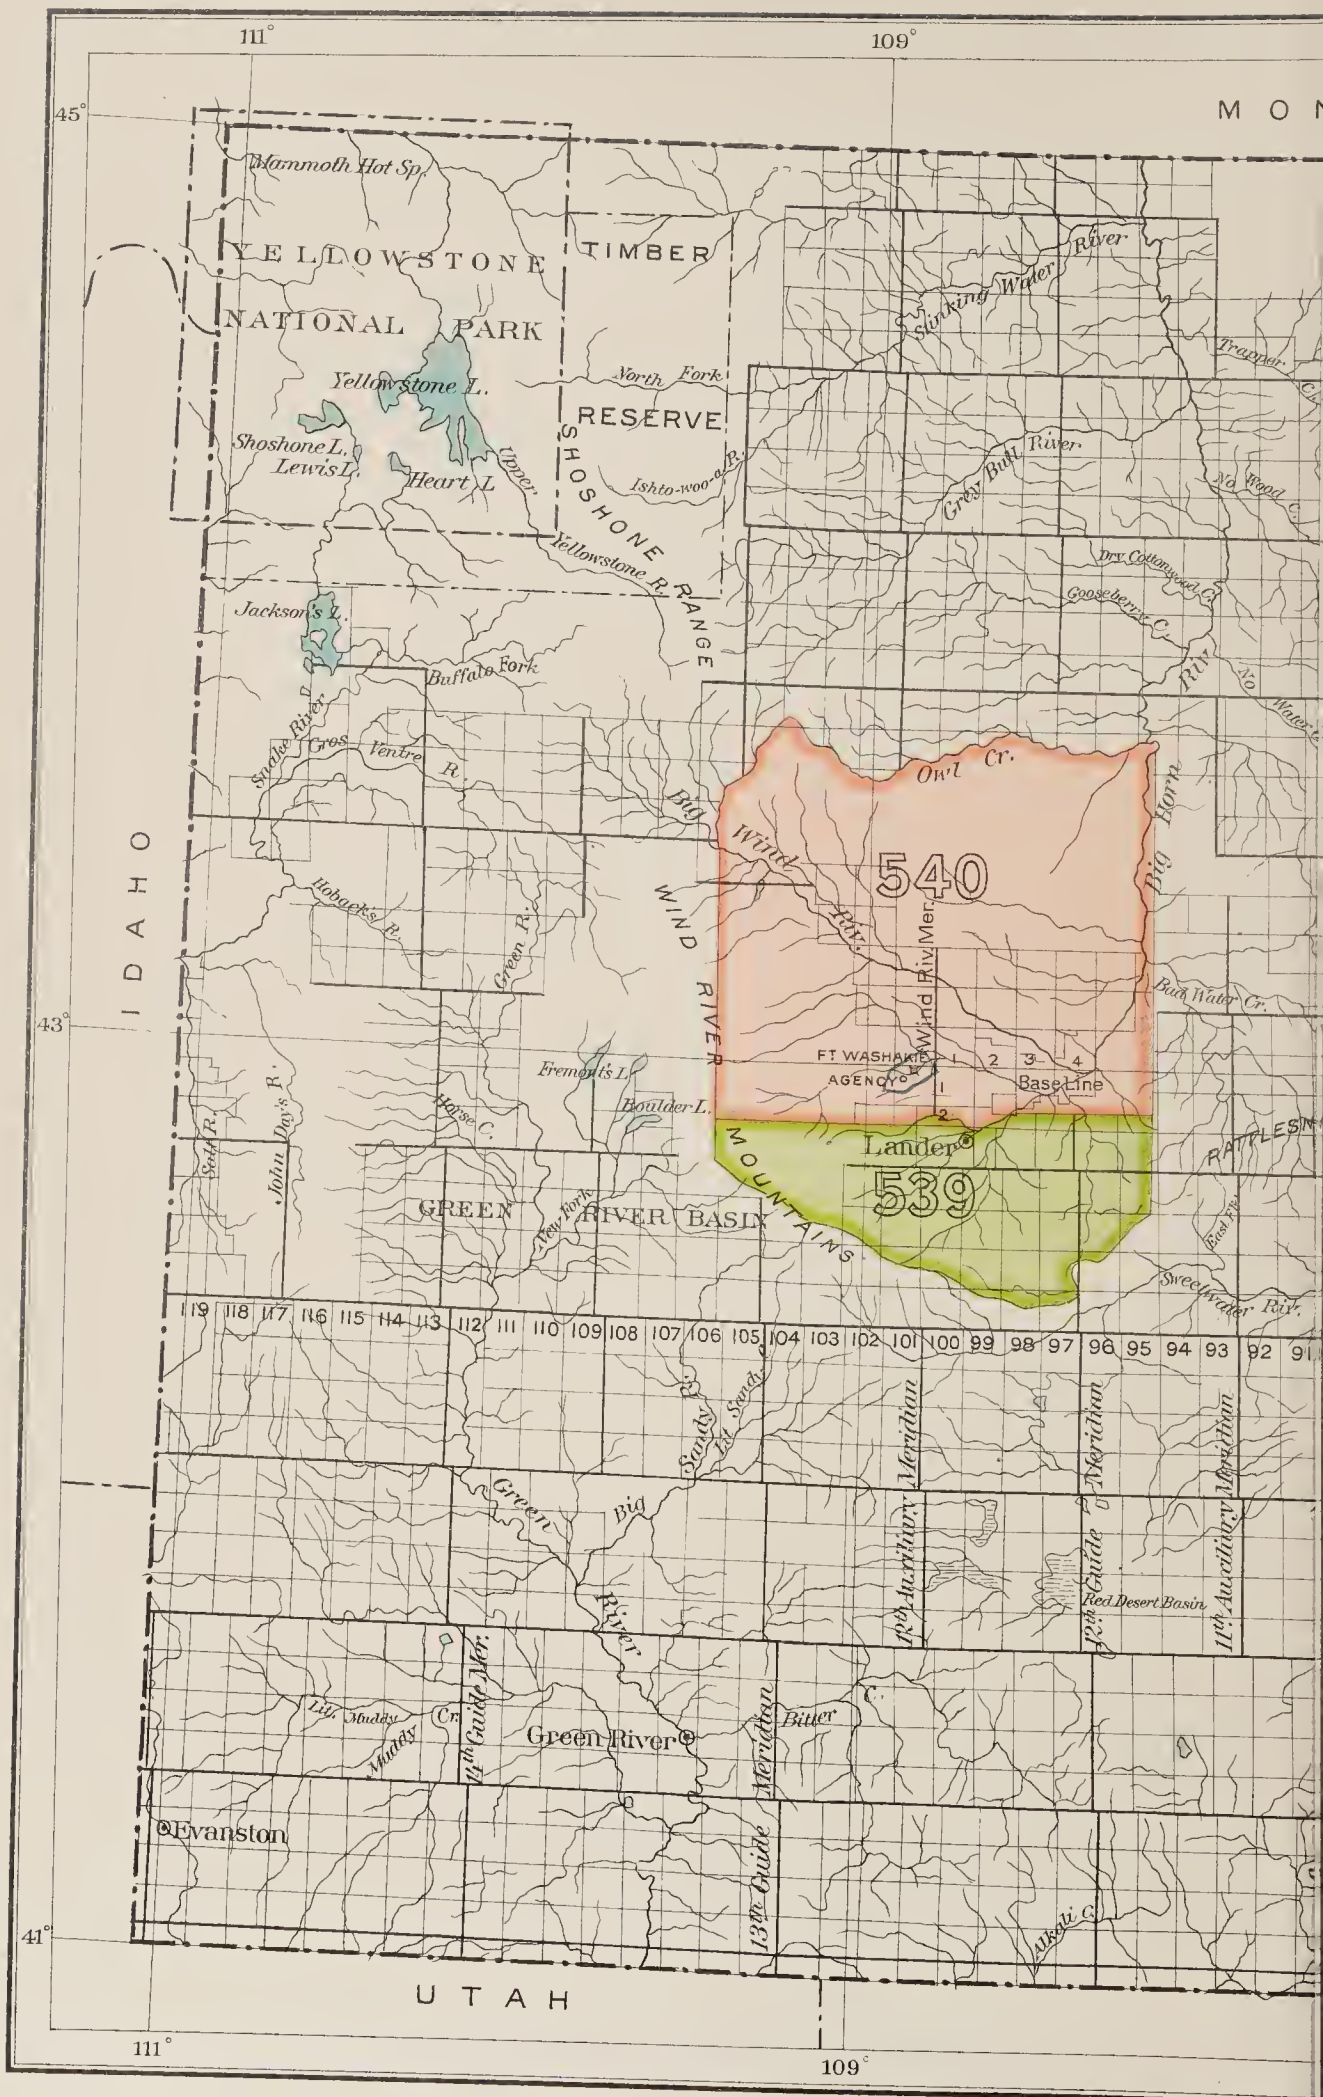 111°
109°
45°
MON
Mammoth Hot Sp.
YELLOWSTONE
TIMBER
Stinking Water River
NATIONAL PARK
Trapper C.
Yellowstone L.
North Fork
RESERVE
Shoshone L.
Lewis L.
Heart L
Upper Yellowstone R.
SHOSHONE RANGE
Ishto-woo-a R.
Grey Bull River
No Wood C.
Dry Cottonwood C.
Gooseberry C.
Jackson's L.
Buffalo Fork
Riv
No Water
Snake River
Gros Ventre R.
Owl Cr.
Big Horn
Big Wind Riv.
540
IDAHO
Hoback's R.
Green R.
WIND RIVER MOUNTAINS
Wind Riv. Mer.
Bad Water Cr.
43°
FT WASHAKIE
1 2 3 4
AGENCY
1
Base Line
2
Fremont's L.
Boulder L.
Horse C.
Salt R.
John Day's R.
Lander
539
RATTLESN
GREEN RIVER BASIN
New Fork
East Fk.
Sweetwater Riv.
119 118 117 116 115 114 113 112 111 110 109 108 107 106 105 104 103 102 101 100 99 98 97 96 95 94 93 92 91
Big Sandy R.
Lit Sandy C.
12th Auxiliary Meridian
12th Guide Meridian
11th Auxiliary Meridian
Green River
Red Desert Basin
Lit. Muddy Cr.
Muddy
14th Guide Mer.
Green River
Bitter C.
13th Guide Meridian
Evanston
Alkali C.
41°
UTAH
111°
109°